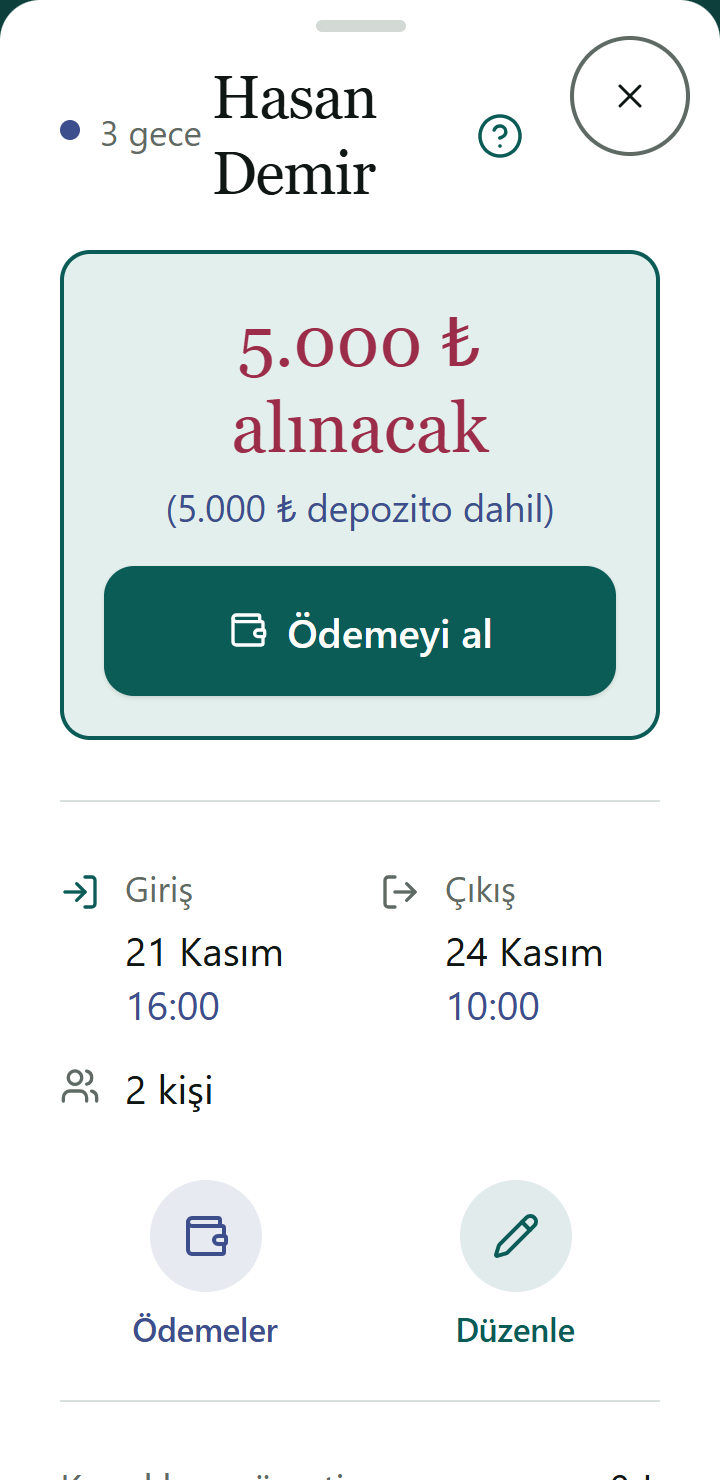 3 gece
Hasan
Demir
5.000 ₺
alınacak
(5.000 ₺ depozito dahil)
Ödemeyi al
Giriş
21 Kasım
16:00
Çıkış
24 Kasım
10:00
2 kişi
Ödemeler
Düzenle